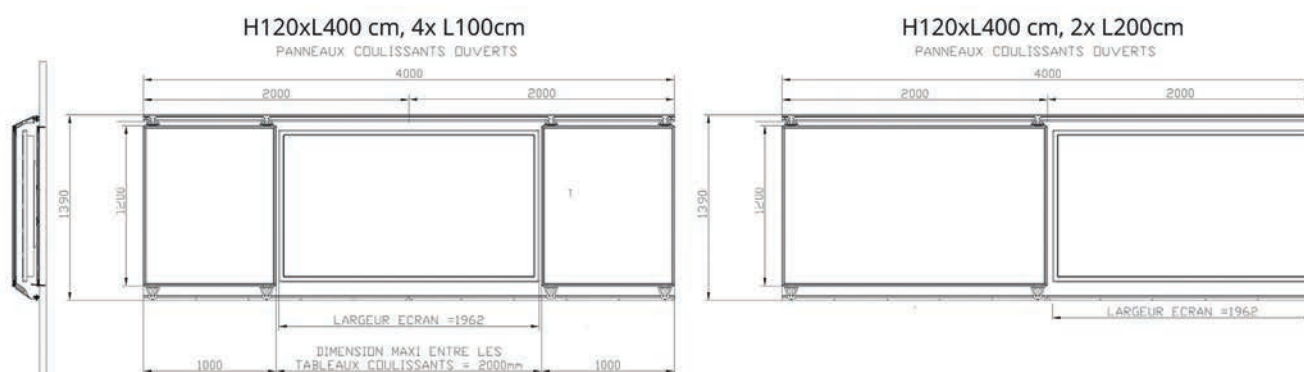 H120xL400 cm, 4x L100cm
PANNEAUX COULISSANTS OUVERTS
4000
2000
2000
1390
1200
1
LARGEUR ECRAN =1962
DIMENSION MAXI ENTRE LES
TABLEAUX COULISSANTS = 2000mm
1000
1000
H120xL400 cm, 2x L200cm
PANNEAUX COULISSANTS OUVERTS
4000
2000
2000
1390
1200
LARGEUR ECRAN =1962